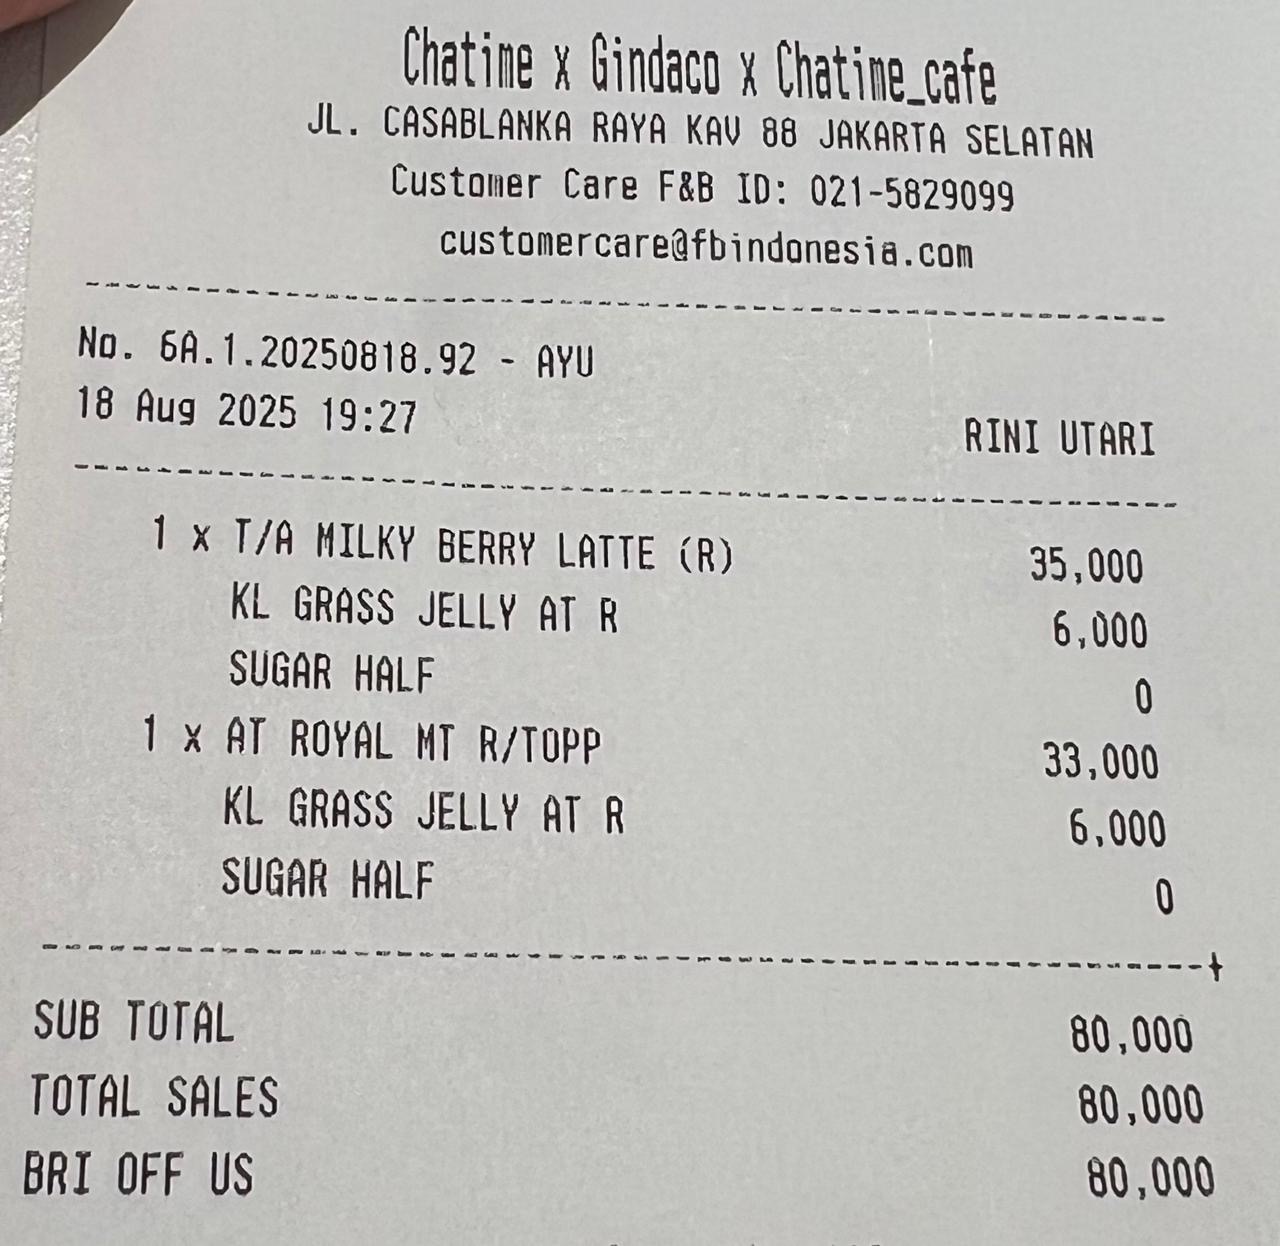 Chatime x Gindaco x Chatime_cafe
JL. CASABLANKA RAYA KAV 88 JAKARTA SELATAN
Customer Care F&B ID: 021-5829099
customercare@fbindonesia.com
No. 6A.1.20250818.92 - AYU
18 Aug 2025 19:27 RINI UTARI
1 x T/A MILKY BERRY LATTE (R) 35,000
KL GRASS JELLY AT R 6,000
SUGAR HALF 0
1 x AT ROYAL MT R/TOPP 33,000
KL GRASS JELLY AT R 6,000
SUGAR HALF 0
SUB TOTAL 80,000
TOTAL SALES 80,000
BRI OFF US 80,000